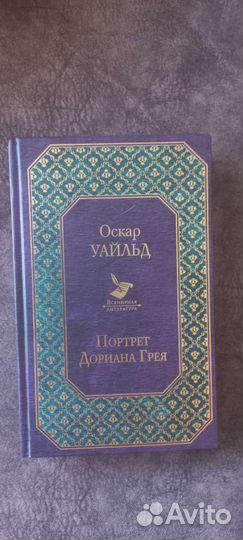 Оскар
УАЙЛЬД
Всемирная
литература
Портрет
Дориана Грея
Avito